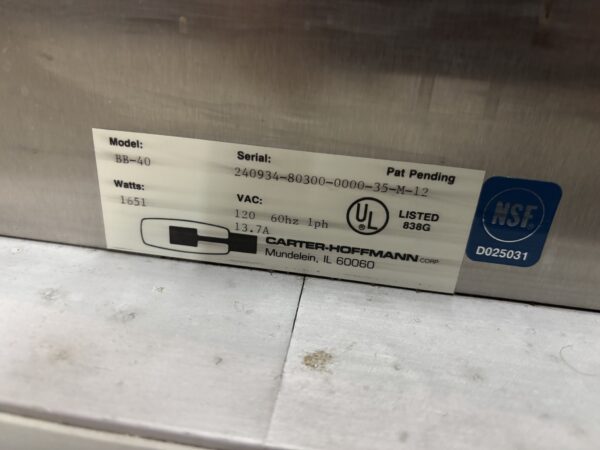 Model:
BB-40
Serial:
240934-80300-0000-35-M-12
Pat Pending
Watts:
1651
VAC:
120 60hz 1ph
13.7A
UL
LISTED
838G
CARTER-HOFFMANN CORP.
Mundelein, IL 60060
NSF.
D025031